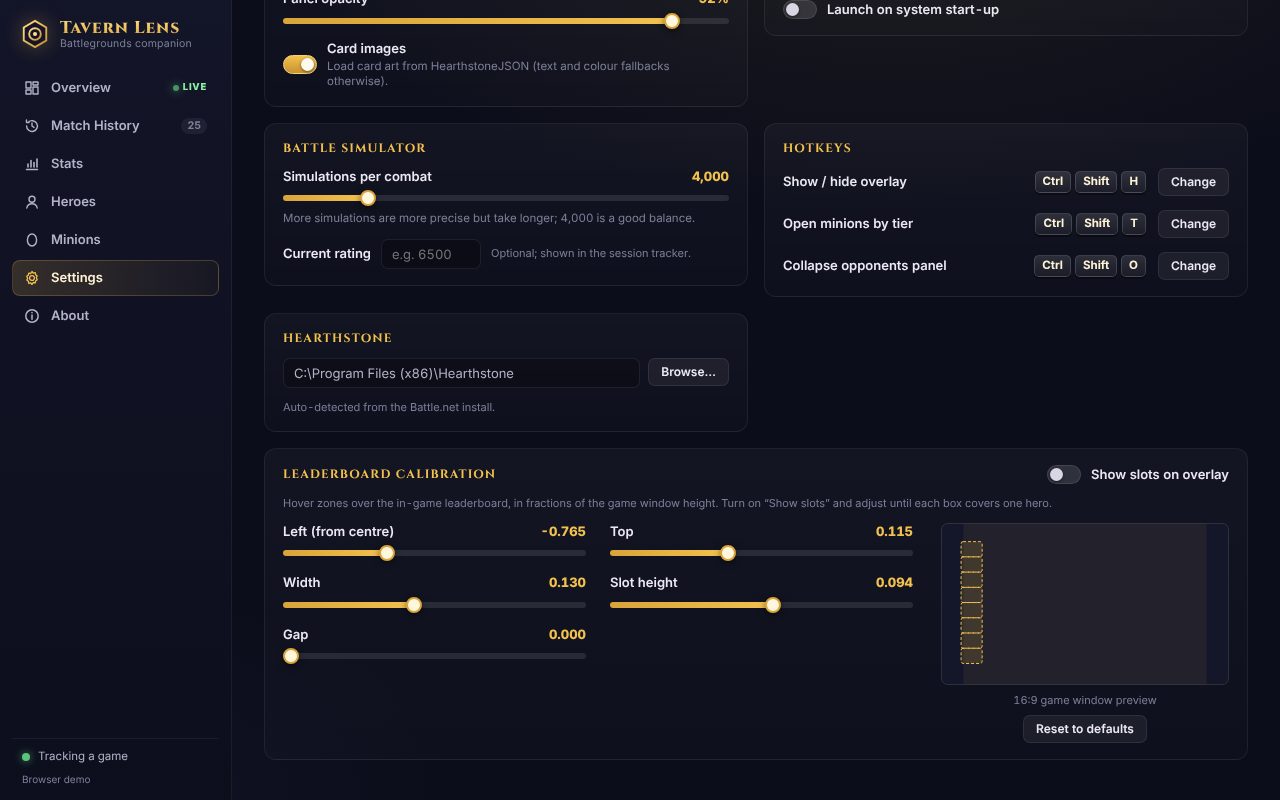 TAVERN LENS
Battlegrounds companion
Overview
LIVE
Match History
25
Stats
Heroes
Minions
Settings
About
Tracking a game
Browser demo
Launch on system start-up
Card images
Load card art from HearthstoneJSON (text and colour fallbacks
otherwise).
BATTLE SIMULATOR
Simulations per combat
4,000
More simulations are more precise but take longer; 4,000 is a good balance.
Current rating
e.g. 6500
Optional; shown in the session tracker.
HOTKEYS
Show / hide overlay
Ctrl Shift H Change
Open minions by tier
Ctrl Shift T Change
Collapse opponents panel
Ctrl Shift O Change
HEARTHSTONE
C:\Program Files (x86)\Hearthstone
Browse...
Auto-detected from the Battle.net install.
LEADERBOARD CALIBRATION
Show slots on overlay
Hover zones over the in-game leaderboard, in fractions of the game window height. Turn on “Show slots” and adjust until each box covers one hero.
Left (from centre)
-0.765
Top
0.115
Width
0.130
Slot height
0.094
Gap
0.000
16:9 game window preview
Reset to defaults